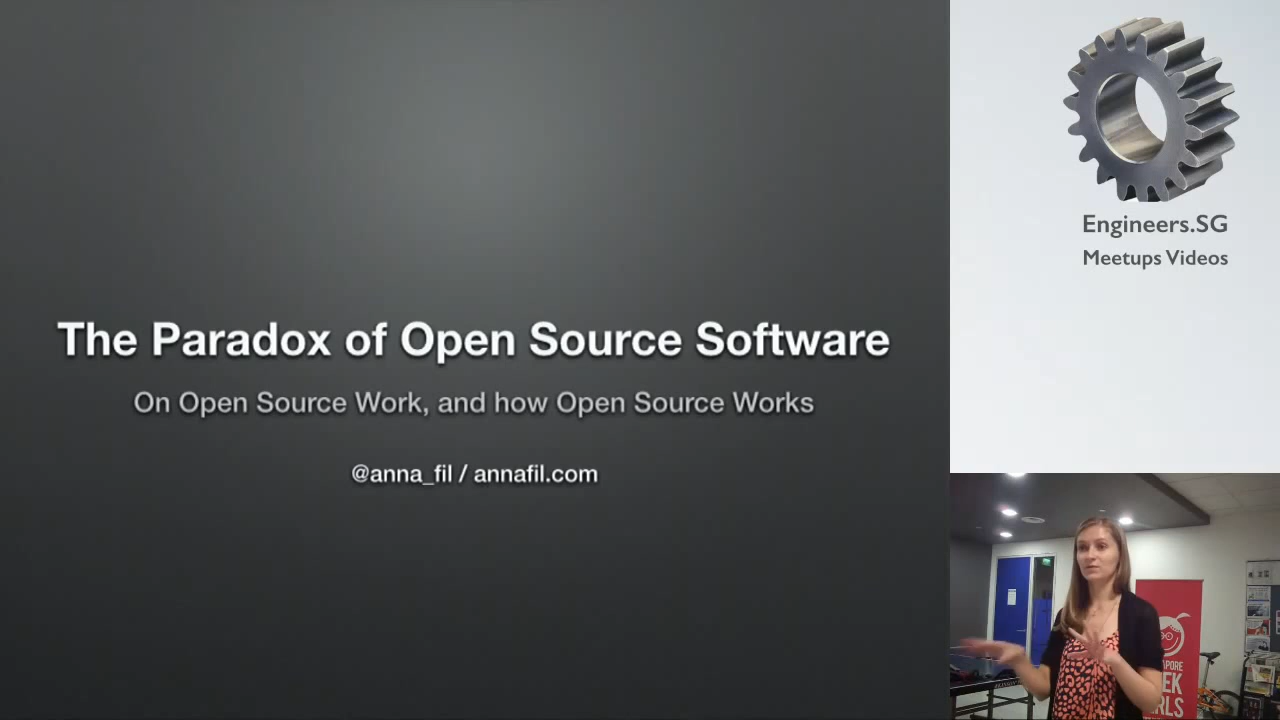 The Paradox of Open Source Software
On Open Source Work, and how Open Source Works
@anna_fil / annafil.com
Engineers.SG
Meetups Videos